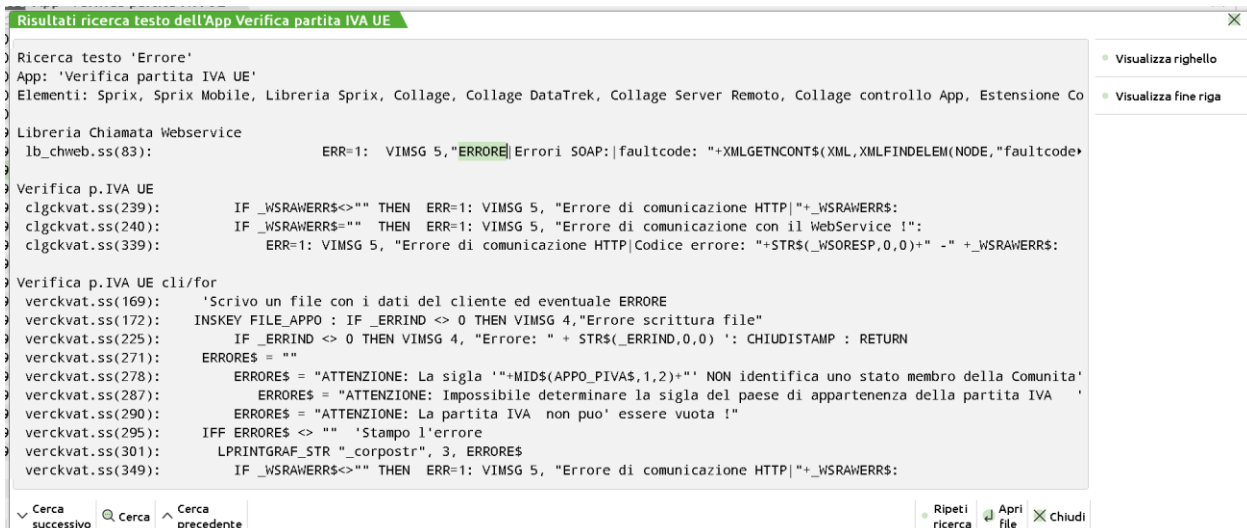 Risultati ricerca testo dell'App Verifica partita IVA UE
Ricerca testo 'Errore'
Visualizza righello
App: 'Verifica partita IVA UE'
Elementi: Sprix, Sprix Mobile, Libreria Sprix, Collage, Collage DataTrek, Collage Server Remoto, Collage controllo App, Estensione Co
Visualizza fine riga
Libreria Chiamata Webservice
lb_chweb.ss(83): ERR=1: VIMSG 5,"ERRORE|Errori SOAP:|faultcode: "+XMLGETNCONT$(XML,XMLFINDELEM(NODE,"faultcode
Verifica p.IVA UE
clgckvat.ss(239): IF _WSRAWERR$<>"" THEN ERR=1: VIMSG 5, "Errore di comunicazione HTTP|"+_WSRAWERR$:
clgckvat.ss(240): IF _WSRAWERR$="" THEN ERR=1: VIMSG 5, "Errore di comunicazione con il WebService !":
clgckvat.ss(339): ERR=1: VIMSG 5, "Errore di comunicazione HTTP|Codice errore: "+STR$(_WSORESP,0,0)+" -" +_WSRAWERR$:
Verifica p.IVA UE cli/for
verckvat.ss(169): 'Scrivo un file con i dati del cliente ed eventuale ERRORE
verckvat.ss(172): INSKEY FILE_APPO : IF _ERRIND <> 0 THEN VIMSG 4,"Errore scrittura file"
verckvat.ss(225): IF _ERRIND <> 0 THEN VIMSG 4, "Errore: " + STR$(_ERRIND,0,0) ': CHIUDISTAMP : RETURN
verckvat.ss(271): ERRORE$ = ""
verckvat.ss(278): ERRORE$ = "ATTENZIONE: La sigla '"+MID$(APPO_PIVA$,1,2)+"' NON identifica uno stato membro della Comunita'
verckvat.ss(287): ERRORE$ = "ATTENZIONE: Impossibile determinare la sigla del paese di appartenenza della partita IVA '
verckvat.ss(290): ERRORE$ = "ATTENZIONE: La partita IVA non puo' essere vuota !"
verckvat.ss(295): IFF ERRORE$ <> "" 'Stampo l'errore
verckvat.ss(301): LPRINTGRAF_STR "_corpostr", 3, ERRORE$
verckvat.ss(349): IF _WSRAWERR$<>"" THEN ERR=1: VIMSG 5, "Errore di comunicazione HTTP|"+_WSRAWERR$:
Cerca successivo
Cerca
Cerca precedente
Ripeti ricerca
Apri file
Chiudi